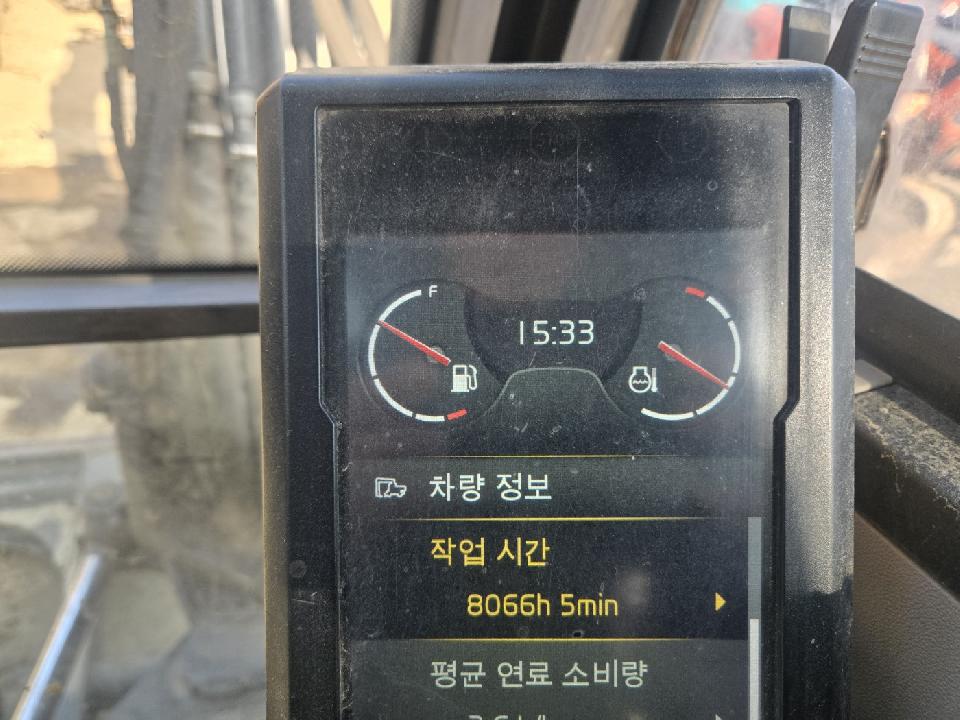 F
15:33
차량 정보
작업 시간
8066h 5min
평균 연료 소비량